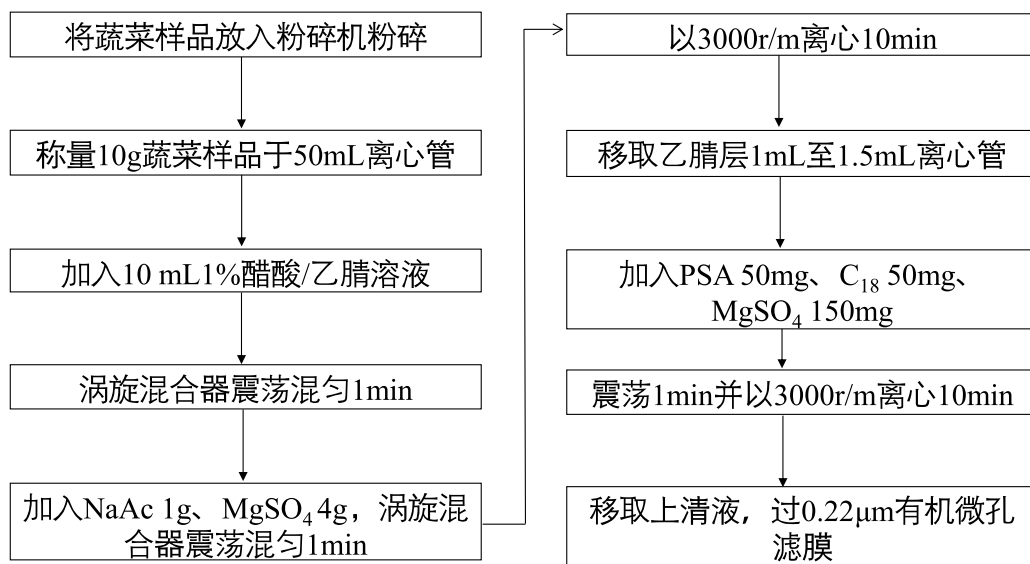 将蔬菜样品放入粉碎机粉碎
称量10g蔬菜样品于50mL离心管
加入10 mL1%醋酸/乙腈溶液
涡旋混合器震荡混匀1min
加入NaAc 1g、MgSO₄ 4g，涡旋混
合器震荡混匀1min
以3000r/m离心10min
移取乙腈层1mL至1.5mL离心管
加入PSA 50mg、C₁₈ 50mg、
MgSO₄ 150mg
震荡1min并以3000r/m离心10min
移取上清液，过0.22μm有机微孔
滤膜